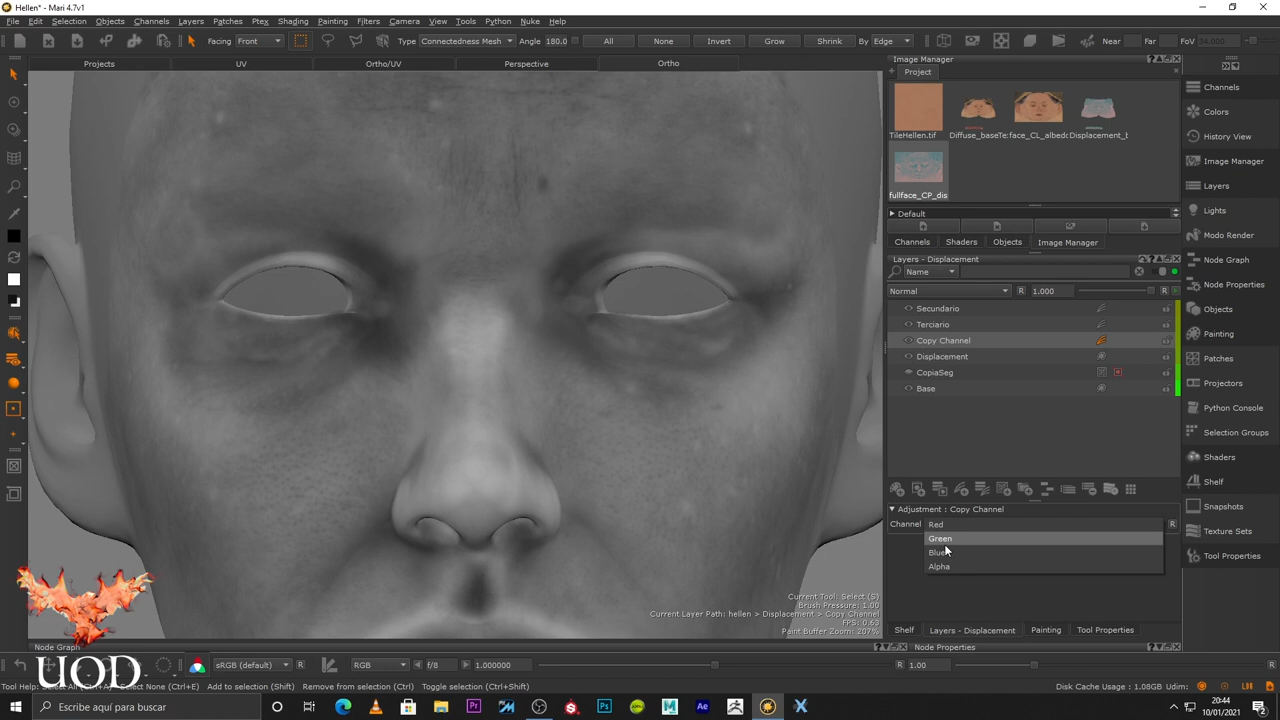 Hellen* - Mari 4.7v1
File Edit Selection Objects Channels Layers Patches Ptex Shading Painting Filters Camera View Tools Python Nuke Help
Facing Front Type Connectedness Mesh Angle 180.0 All None Invert Grow Shrink By Edge Near Far FoV 24.000
Projects UV Ortho/UV Perspective Ortho
Image Manager
Project
TileHellen.tif Diffuse_baseTe: face_CL_albedo Displacement_b
fullface_CP_dis
Default
Channels Shaders Objects Image Manager
Layers - Displacement
Name
Normal R 1.000 R
Secundario
Terciario
Copy Channel
Displacement
CopiaSeg
Base
Adjustment : Copy Channel
Channel Red R
Green
Blue
Alpha
Shelf Layers - Displacement Painting Tool Properties
Channels
Colors
History View
Image Manager
Layers
Lights
Modo Render
Node Graph
Node Properties
Objects
Painting
Patches
Projectors
Python Console
Selection Groups
Shaders
Shelf
Snapshots
Texture Sets
Tool Properties
Current Tool: Select (S)
Brush Pressure: 1.00
Current Layer Path: hellen > Displacement > Copy Channel
FPS: 0.63
Paint Buffer Zoom: 207%
Node Graph Node Properties
UOD
sRGB (default) R RGB f/8 1.000000 R 1.00 R
Tool Help: Select All (Ctrl+A) Select None (Ctrl+E) Add to selection (Shift) Remove from selection (Ctrl) Toggle selection (Ctrl+Shift) Disk Cache Usage : 1.08GB Udim:
Escribe aquí para buscar
20:44
10/01/2021